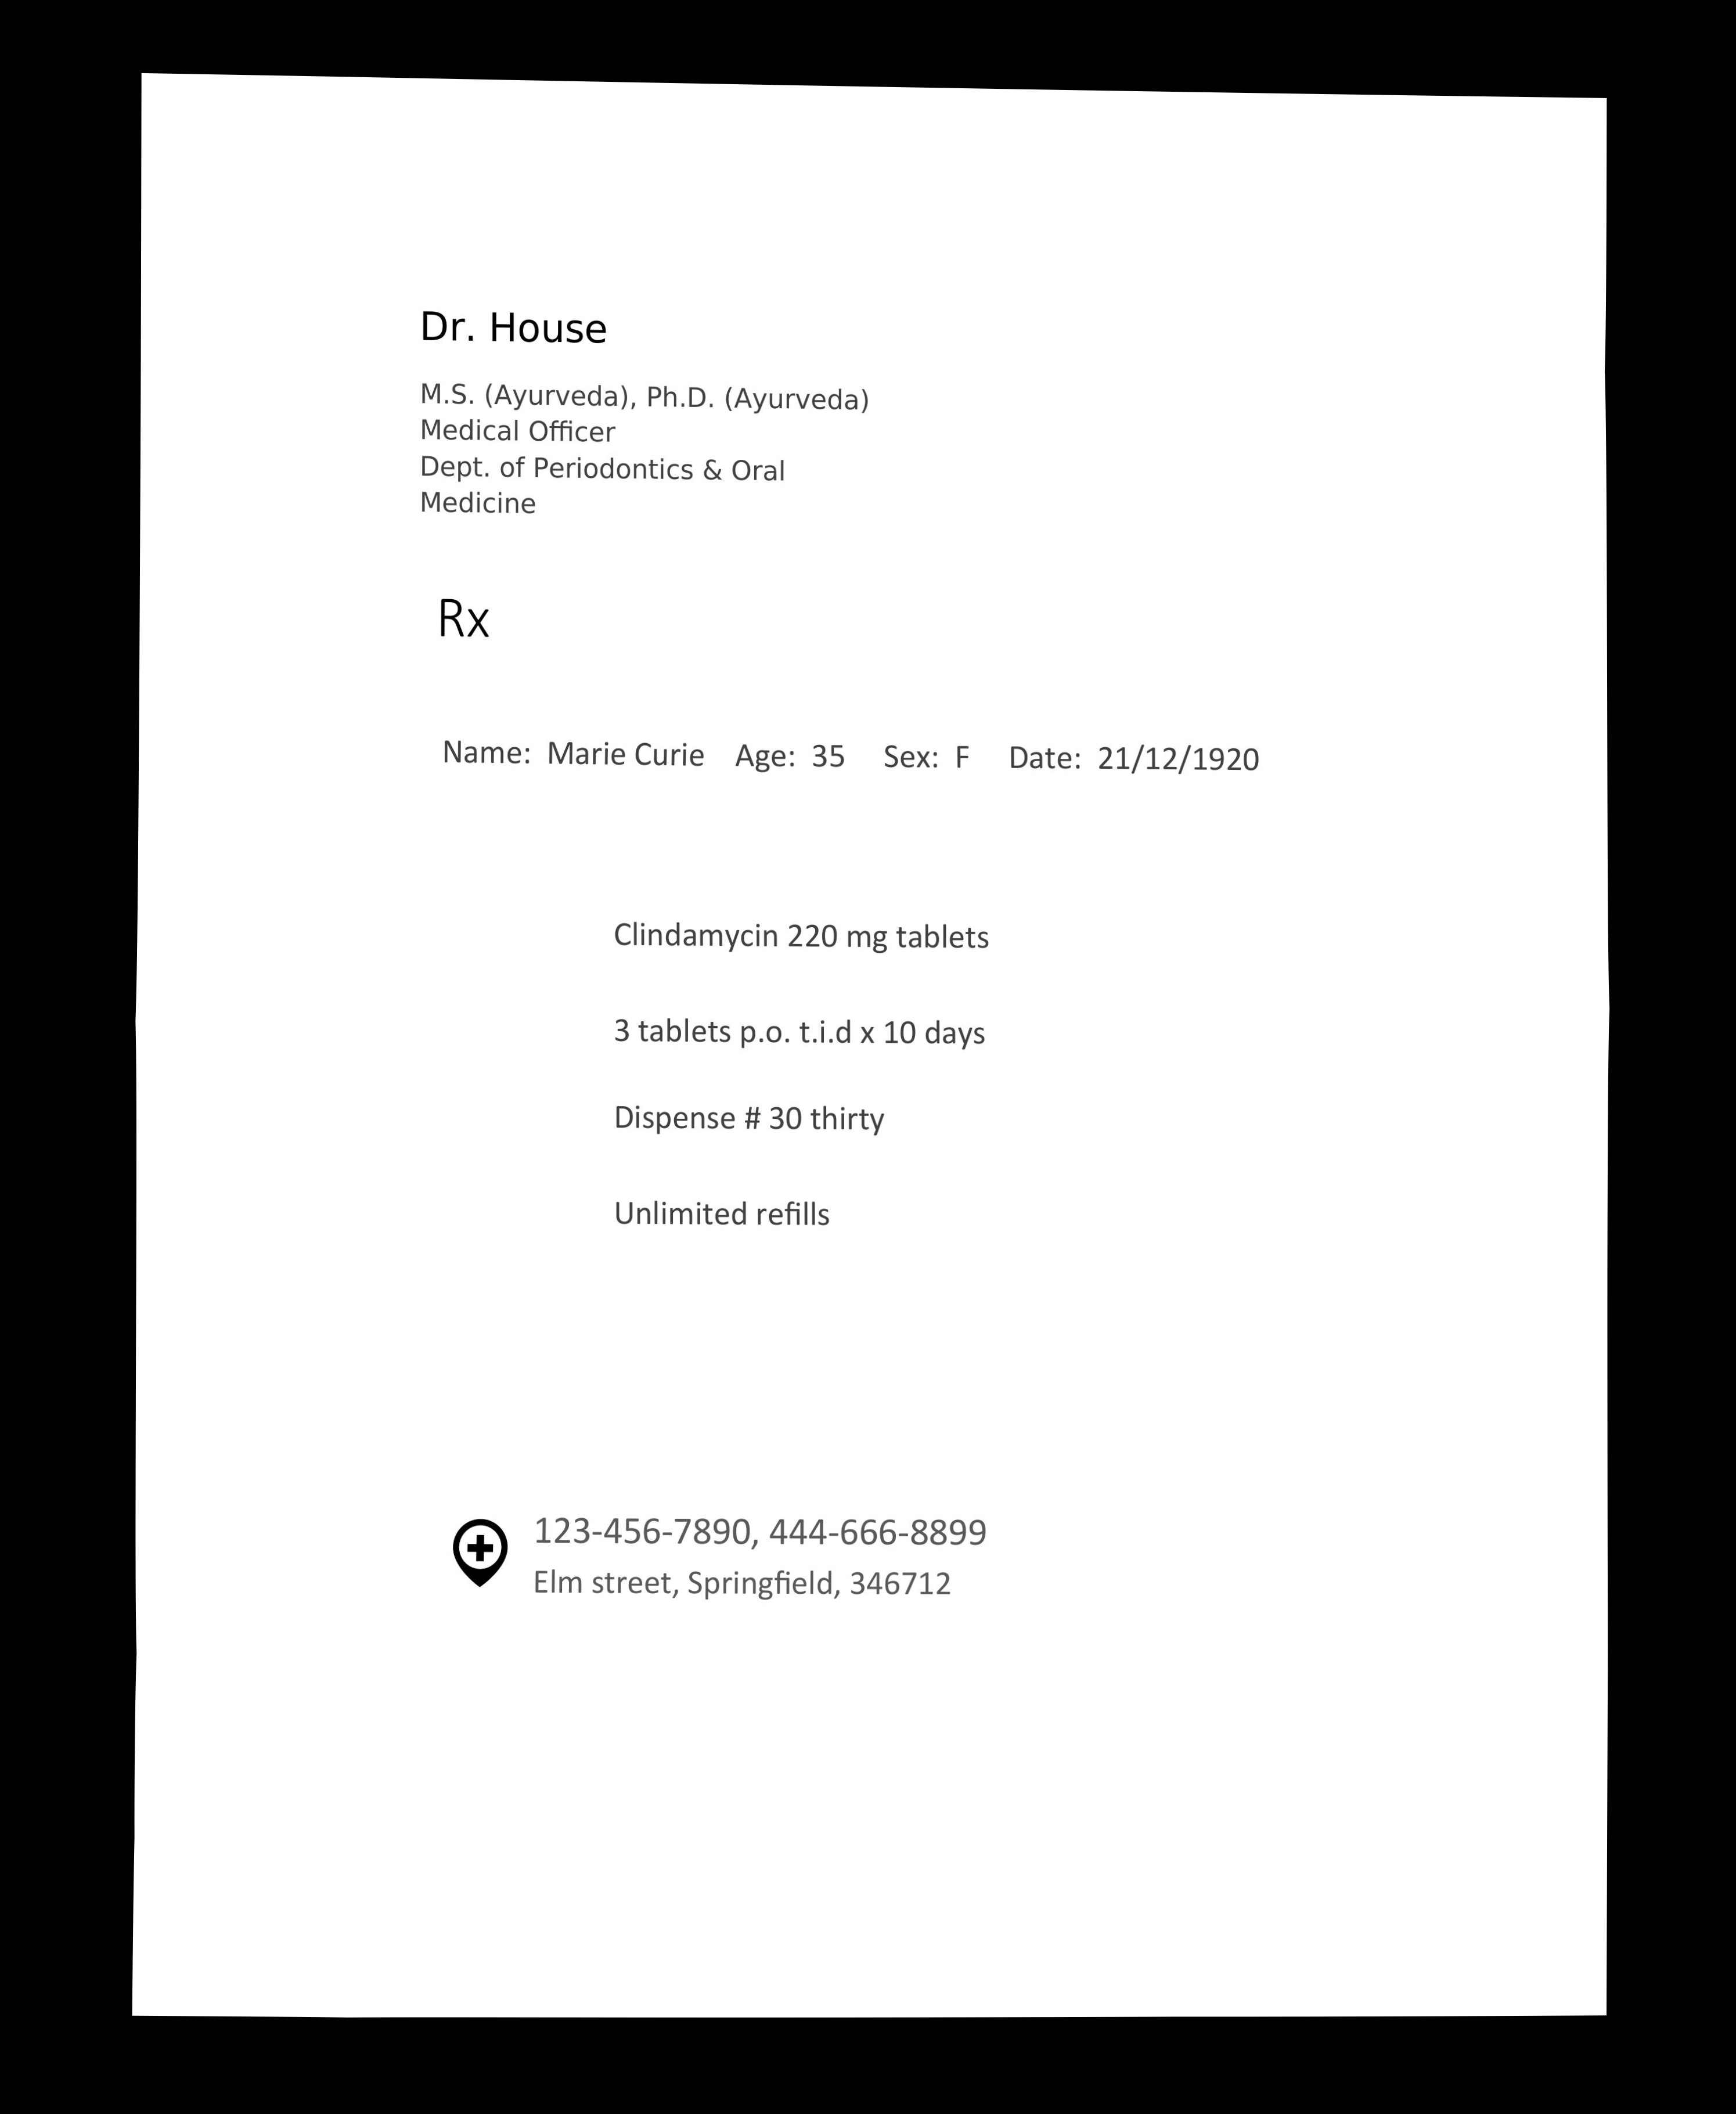 Dr. House
M.S. (Ayurveda), Ph.D. (Ayurveda)
Medical Officer
Dept. of Periodontics & Oral
Medicine
Rx
Name: Marie Curie Age: 35 Sex: F Date: 21/12/1920
Clindamycin 220 mg tablets
3 tablets p.o. t.i.d x 10 days
Dispense # 30 thirty
Unlimited refills
123-456-7890, 444-666-8899
Elm street, Springfield, 346712